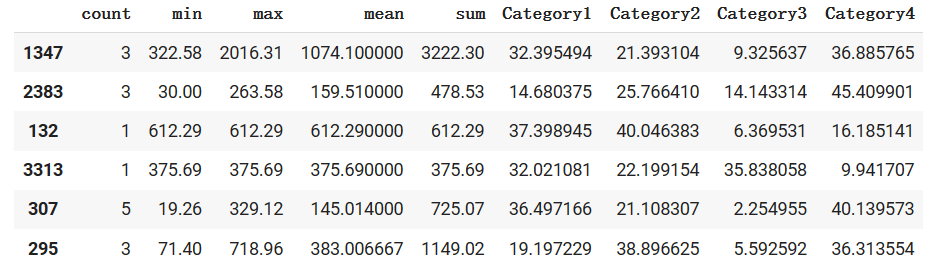 count min max mean sum Category1 Category2 Category3 Category4
1347 3 322.58 2016.31 1074.100000 3222.30 32.395494 21.393104 9.325637 36.885765
2383 3 30.00 263.58 159.510000 478.53 14.680375 25.766410 14.143314 45.409901
132 1 612.29 612.29 612.290000 612.29 37.398945 40.046383 6.369531 16.185141
3313 1 375.69 375.69 375.690000 375.69 32.021081 22.199154 35.838058 9.941707
307 5 19.26 329.12 145.014000 725.07 36.497166 21.108307 2.254955 40.139573
295 3 71.40 718.96 383.006667 1149.02 19.197229 38.896625 5.592592 36.313554